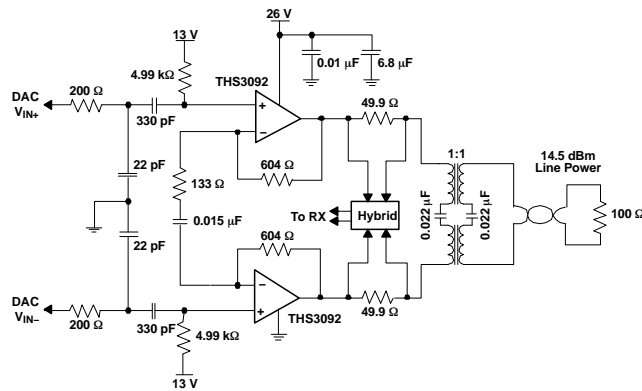 26 V
13 V
0.01 μF
6.8 μF
4.99 kΩ
THS3092
DAC
VIN+
200 Ω
330 pF
+
−
49.9 Ω
1:1
14.5 dBm
Line Power
22 pF
133 Ω
604 Ω
0.022 μF
0.022 μF
100 Ω
To RX
Hybrid
0.015 μF
22 pF
604 Ω
−
+
49.9 Ω
DAC
VIN−
200 Ω
330 pF
4.99 kΩ
THS3092
13 V